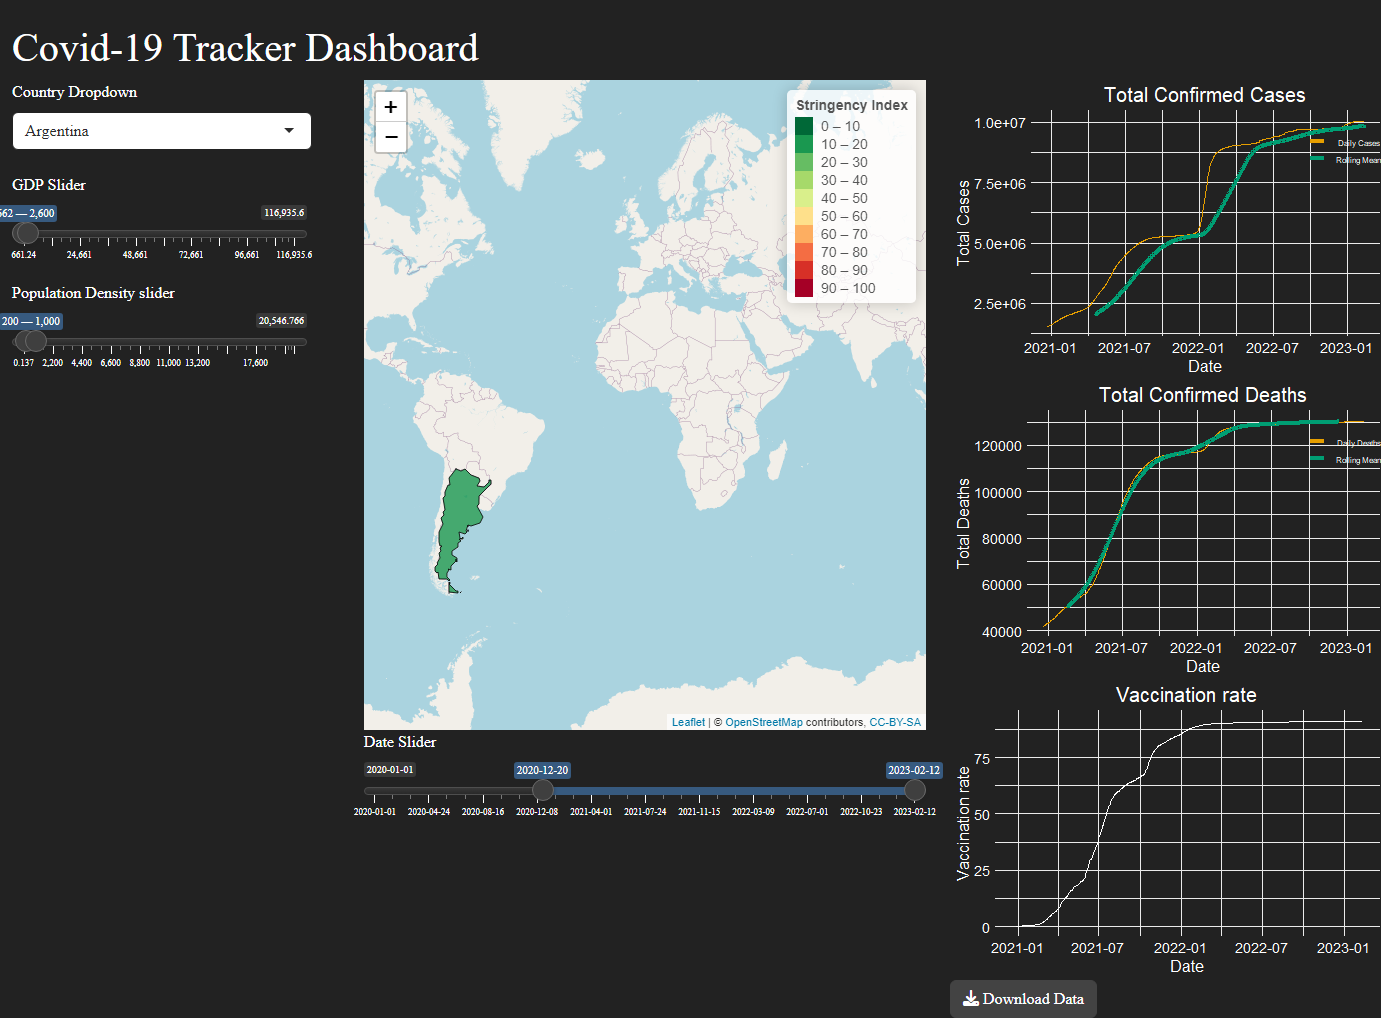 Covid-19 Tracker Dashboard
Country Dropdown
Argentina
GDP Slider
562 — 2,600
116,935.6
661.24 24,661 48,661 72,661 96,661 116,935.6
Population Density slider
200 — 1,000
20,546.766
0.137 2,200 4,400 6,600 8,800 11,000 13,200 17,600
+
−
Stringency Index
0 – 10
10 – 20
20 – 30
30 – 40
40 – 50
50 – 60
60 – 70
70 – 80
80 – 90
90 – 100
Leaflet | © OpenStreetMap contributors, CC-BY-SA
Date Slider
2020-01-01
2020-12-20
2023-02-12
2020-01-01 2020-04-24 2020-08-16 2020-12-08 2021-04-01 2021-07-24 2021-11-15 2022-03-09 2022-07-01 2022-10-23 2023-02-12
Total Confirmed Cases
Total Cases
1.0e+07
7.5e+06
5.0e+06
2.5e+06
Daily Cases
Rolling Mean
2021-01 2021-07 2022-01 2022-07 2023-01
Date
Total Confirmed Deaths
Total Deaths
120000
100000
80000
60000
40000
Daily Deaths
Rolling Mean
2021-01 2021-07 2022-01 2022-07 2023-01
Date
Vaccination rate
Vaccination rate
75
50
25
0
2021-01 2021-07 2022-01 2022-07 2023-01
Date
Download Data